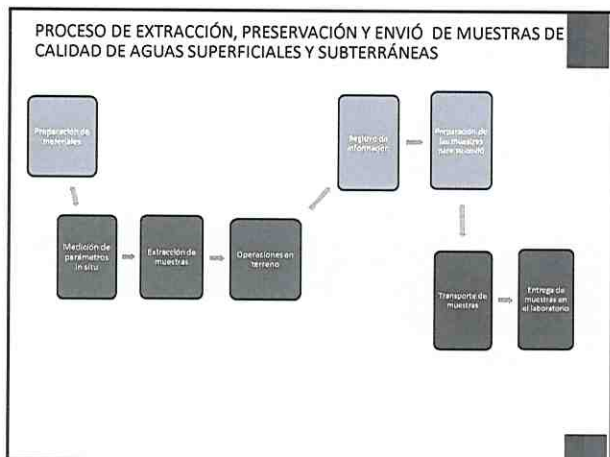 PROCESO DE EXTRACCIÓN, PRESERVACIÓN Y ENVIÓ DE MUESTRAS DE
CALIDAD DE AGUAS SUPERFICIALES Y SUBTERRÁNEAS
Preparación de
materiales
Medición de
parámetros
in situ
Extracción de
muestras
Operaciones en
terreno
Registro de
información
Preparación de
las muestras
para su envió
Transporte de
muestras
Entrega de
muestras en
el laboratorio